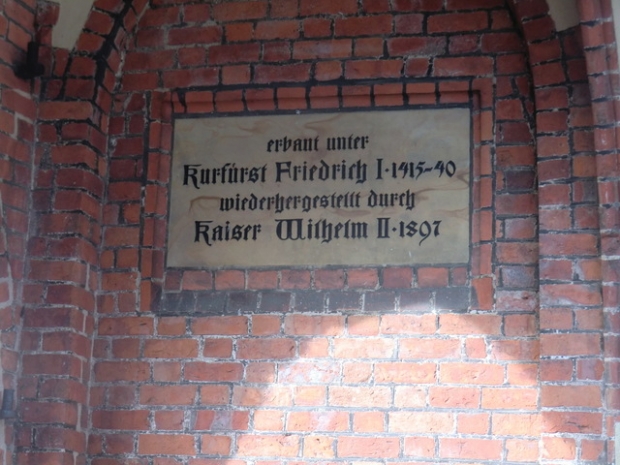 erbaut unter
Kurfürst Friedrich I·1415-40
wiederhergestellt durch
Kaiser Wilhelm II·1897